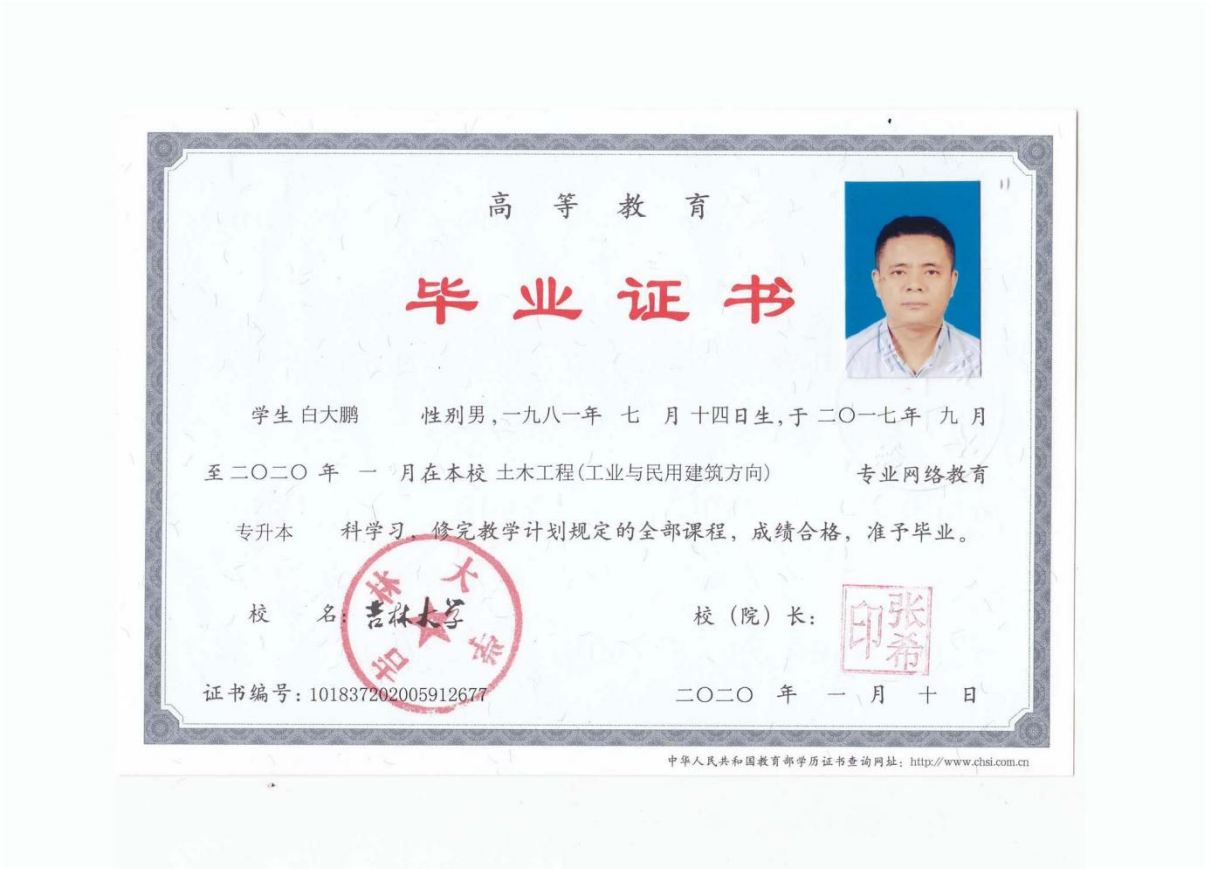 高等教育
毕业证书
学生 白大鹏 性别 男，一九八一年 七 月 十四日生，于 二〇一七年 九 月
至 二〇二〇 年 一 月在本校 土木工程(工业与民用建筑方向) 专业网络教育
专升本 科学习，修完教学计划规定的全部课程，成绩合格，准予毕业。
校 名：吉林大学
吉林大学
校（院）长：
张希印
证书编号：101837202005912677
二〇二〇 年 一 月 十 日
中华人民共和国教育部学历证书查询网址：http://www.chsi.com.cn